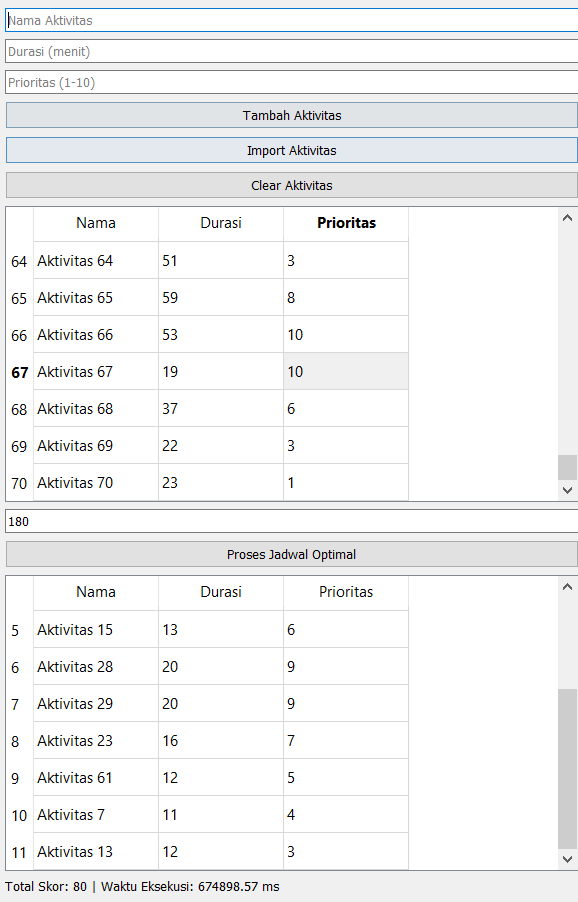 Nama Aktivitas
Durasi (menit)
Prioritas (1-10)
Tambah Aktivitas
Import Aktivitas
Clear Aktivitas
Nama Durasi Prioritas
64 Aktivitas 64 51 3
65 Aktivitas 65 59 8
66 Aktivitas 66 53 10
67 Aktivitas 67 19 10
68 Aktivitas 68 37 6
69 Aktivitas 69 22 3
70 Aktivitas 70 23 1
180
Proses Jadwal Optimal
Nama Durasi Prioritas
5 Aktivitas 15 13 6
6 Aktivitas 28 20 9
7 Aktivitas 29 20 9
8 Aktivitas 23 16 7
9 Aktivitas 61 12 5
10 Aktivitas 7 11 4
11 Aktivitas 13 12 3
Total Skor: 80 | Waktu Eksekusi: 674898.57 ms